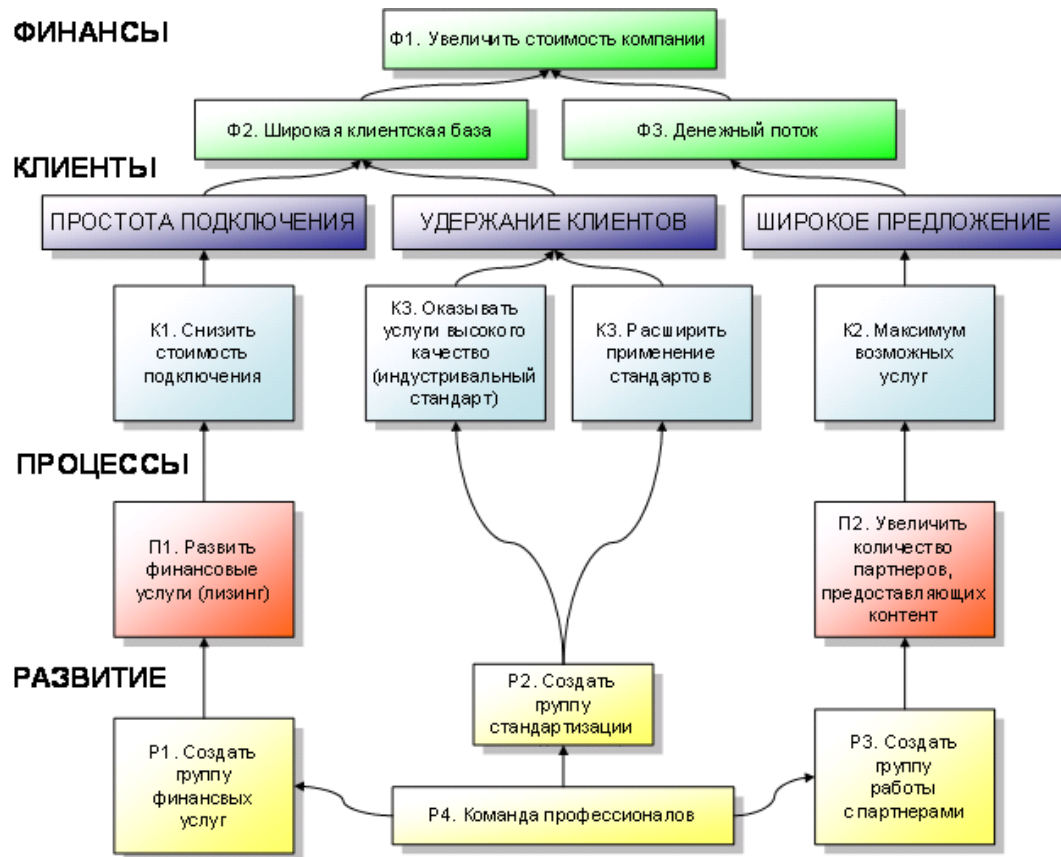 ФИНАНСЫ
Ф1. Увеличить стоимость компании
Ф2. Широкая клиентская база
Ф3. Денежный поток
КЛИЕНТЫ
ПРОСТОТА ПОДКЛЮЧЕНИЯ
УДЕРЖАНИЕ КЛИЕНТОВ
ШИРОКОЕ ПРЕДЛОЖЕНИЕ
К1. Снизить
стоимость
подключения
К3. Оказывать
услуги высокого
качество
(индустривальный
стандарт)
К3. Расширить
применение
стандартов
К2. Максимум
возможных
услуг
ПРОЦЕССЫ
П1. Развить
финансовые
услуги (лизинг)
П2. Увеличить
количество
партнеров,
предоставляющих
контент
РАЗВИТИЕ
Р2. Создать
группу
стандартизации
Р1. Создать
группу
финансвых
услуг
Р4. Команда профессионалов
Р3. Создать
группу
работы
с партнерами